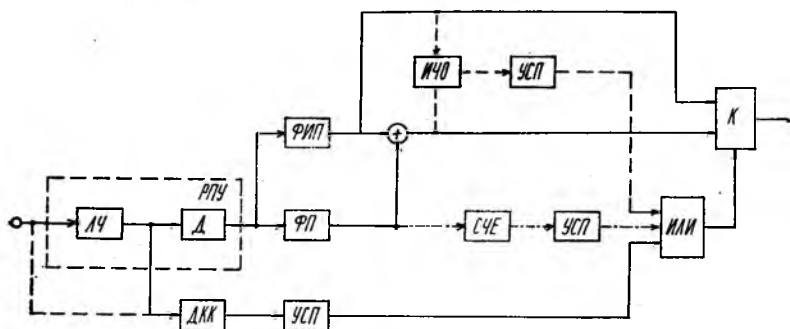 ИЧО УСП
К
ФИП +
РПУ
ЛЧ Д ФП СЧЕ УСП ИЛИ
ДКК УСП